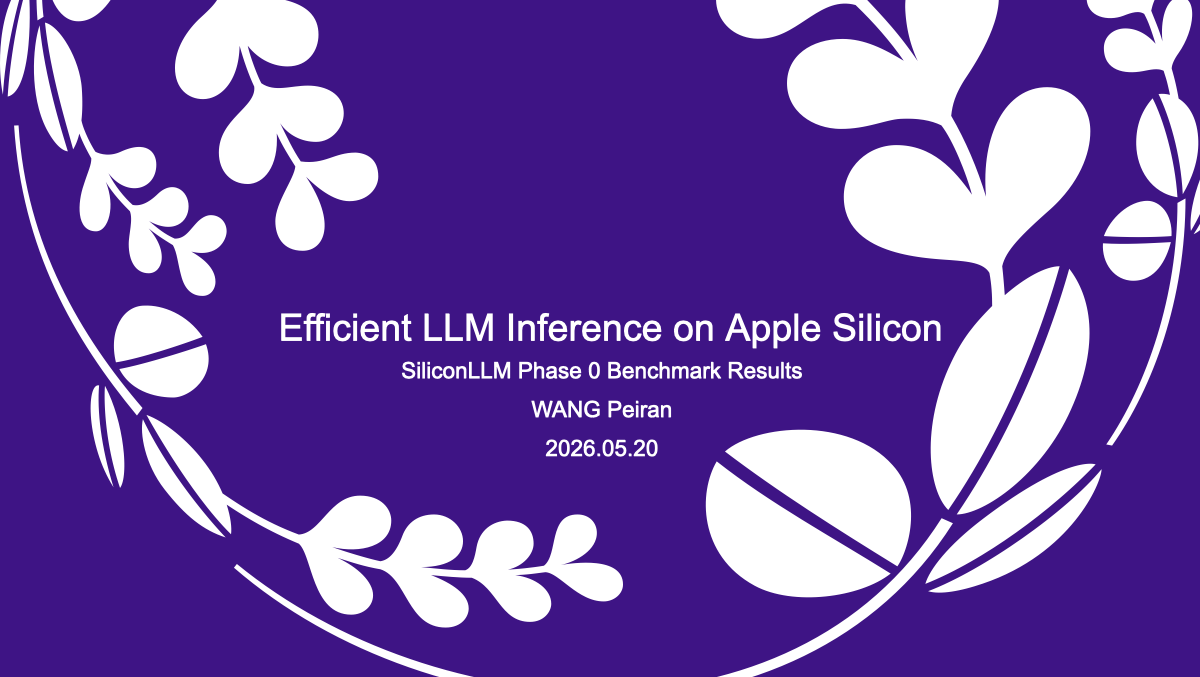 Efficient LLM Inference on Apple Silicon
SiliconLLM Phase 0 Benchmark Results
WANG Peiran
2026.05.20